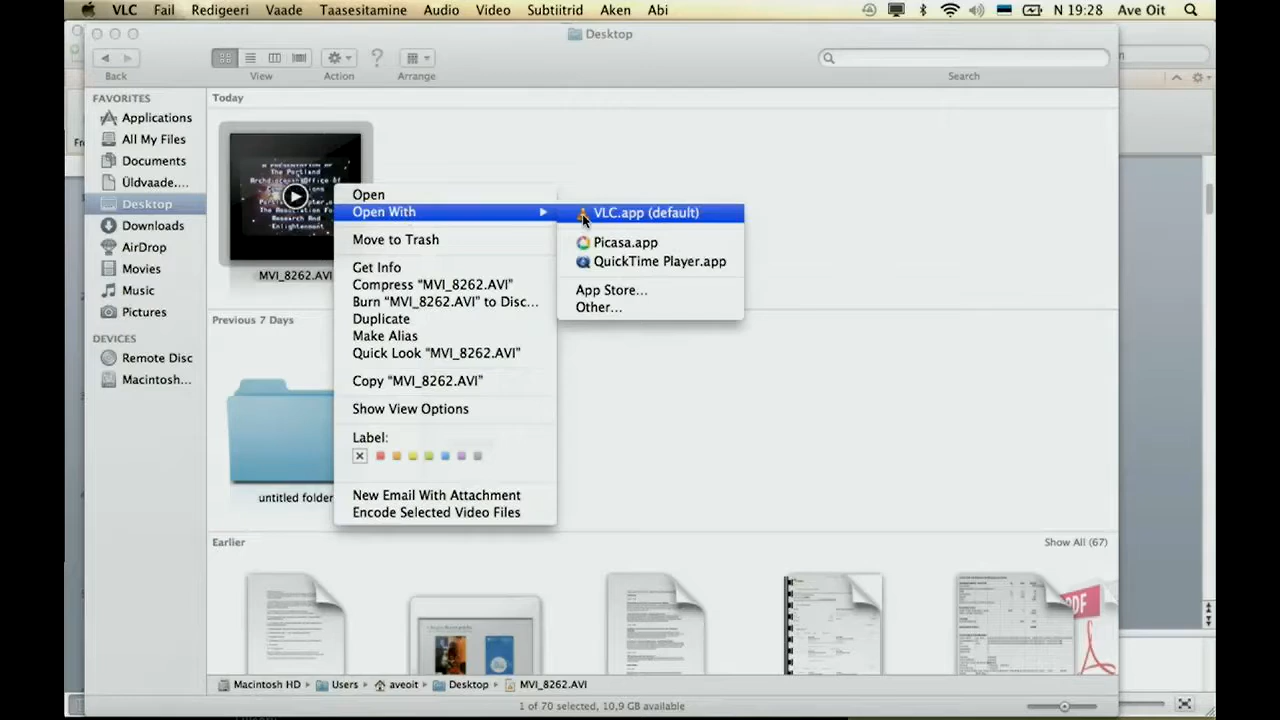 VLC Fail Redigeeri Vaade Taasesitamine Audio Video Subtiitrid Aken Abi N 19:28 Ave Oit
Desktop
Back View Action Arrange Search
FAVORITES
Applications
All My Files
Documents
Üldvaade....
Desktop
Downloads
AirDrop
Movies
Music
Pictures
DEVICES
Remote Disc
Macintosh...
Today
A PRESENTATION OF
The Portland
MVI_8262.AVI
Open
Open With
Move to Trash
Get Info
Compress “MVI_8262.AVI”
Burn “MVI_8262.AVI” to Disc...
Duplicate
Make Alias
Quick Look “MVI_8262.AVI”
Copy “MVI_8262.AVI”
Show View Options
Label:
New Email With Attachment
Encode Selected Video Files
VLC.app (default)
Picasa.app
QuickTime Player.app
App Store...
Other...
Previous 7 Days
untitled folder
Earlier
Show All (67)
PDF
Macintosh HD Users aveoit Desktop MVI_8262.AVI
1 of 70 selected, 10,9 GB available